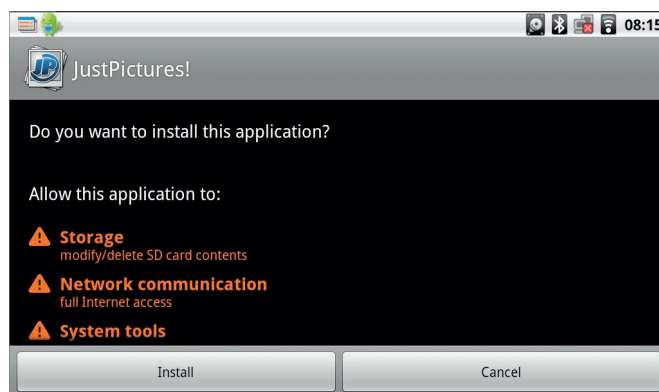 08:15
JP JustPictures!
Do you want to install this application?
Allow this application to:
Storage
modify/delete SD card contents
Network communication
full Internet access
System tools
Install Cancel